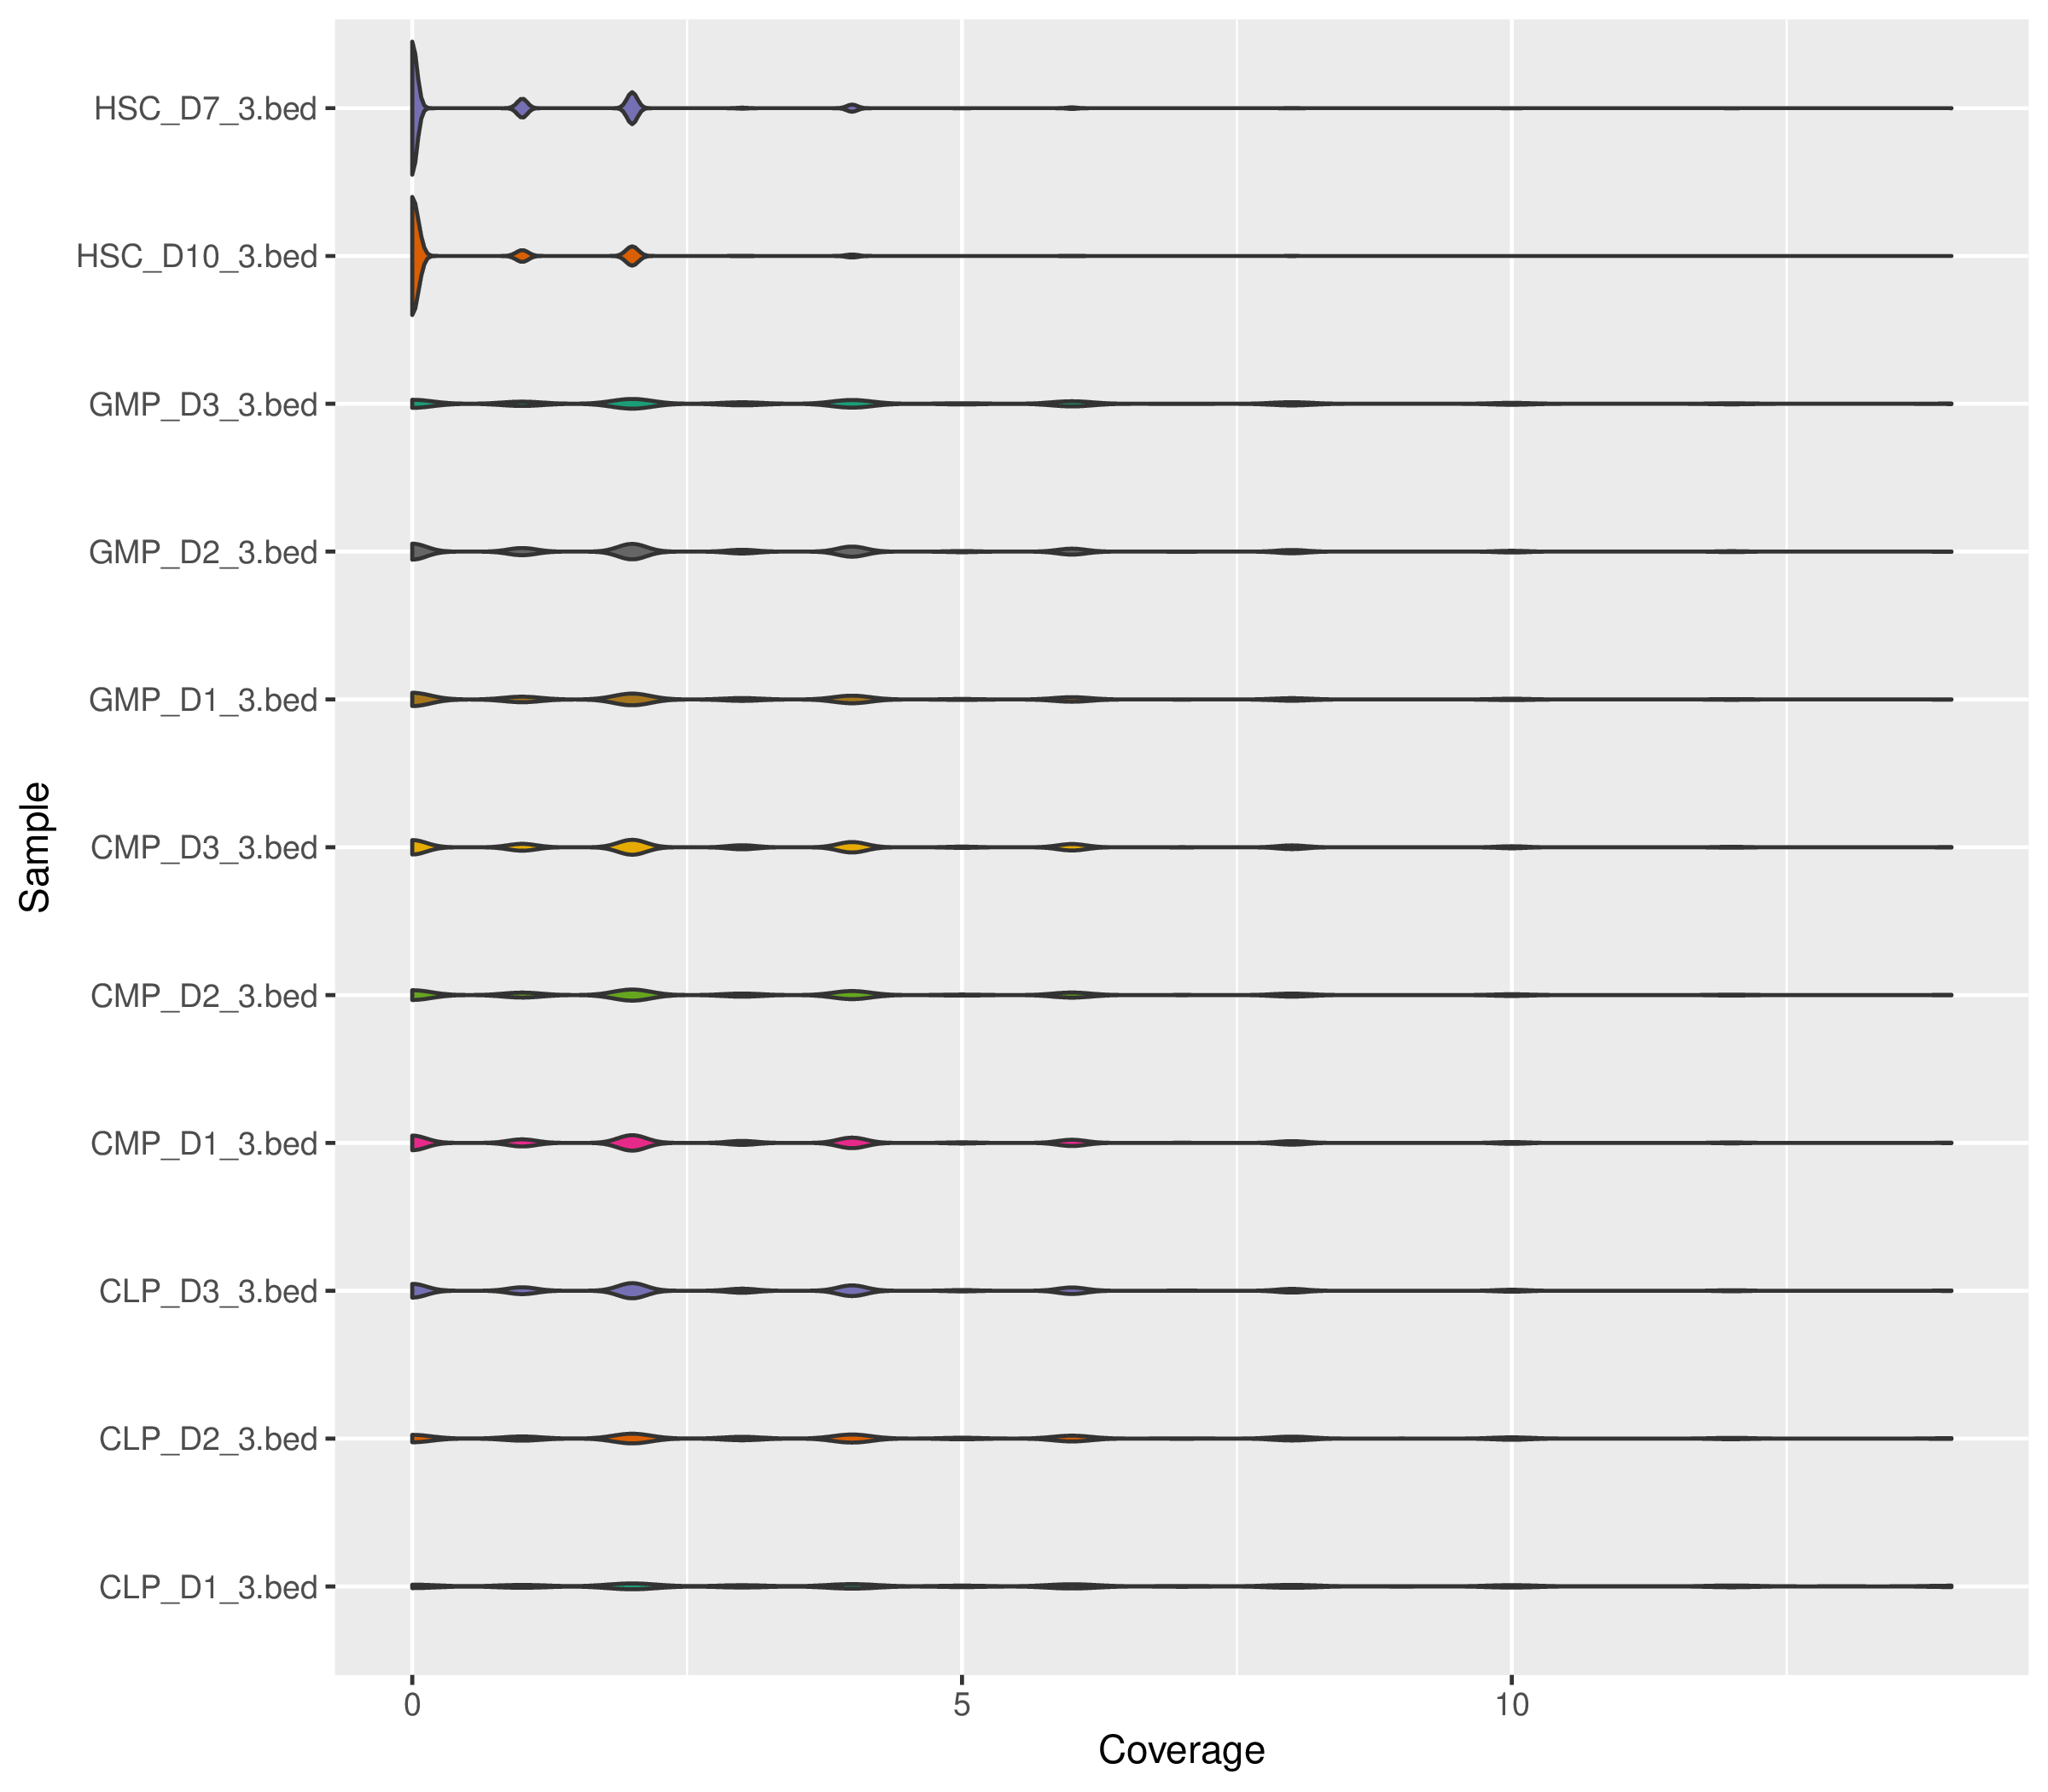 HSC_D7_3.bed
HSC_D10_3.bed
GMP_D3_3.bed
GMP_D2_3.bed
GMP_D1_3.bed
CMP_D3_3.bed
CMP_D2_3.bed
CMP_D1_3.bed
CLP_D3_3.bed
CLP_D2_3.bed
CLP_D1_3.bed
Sample
0 5 10
Coverage